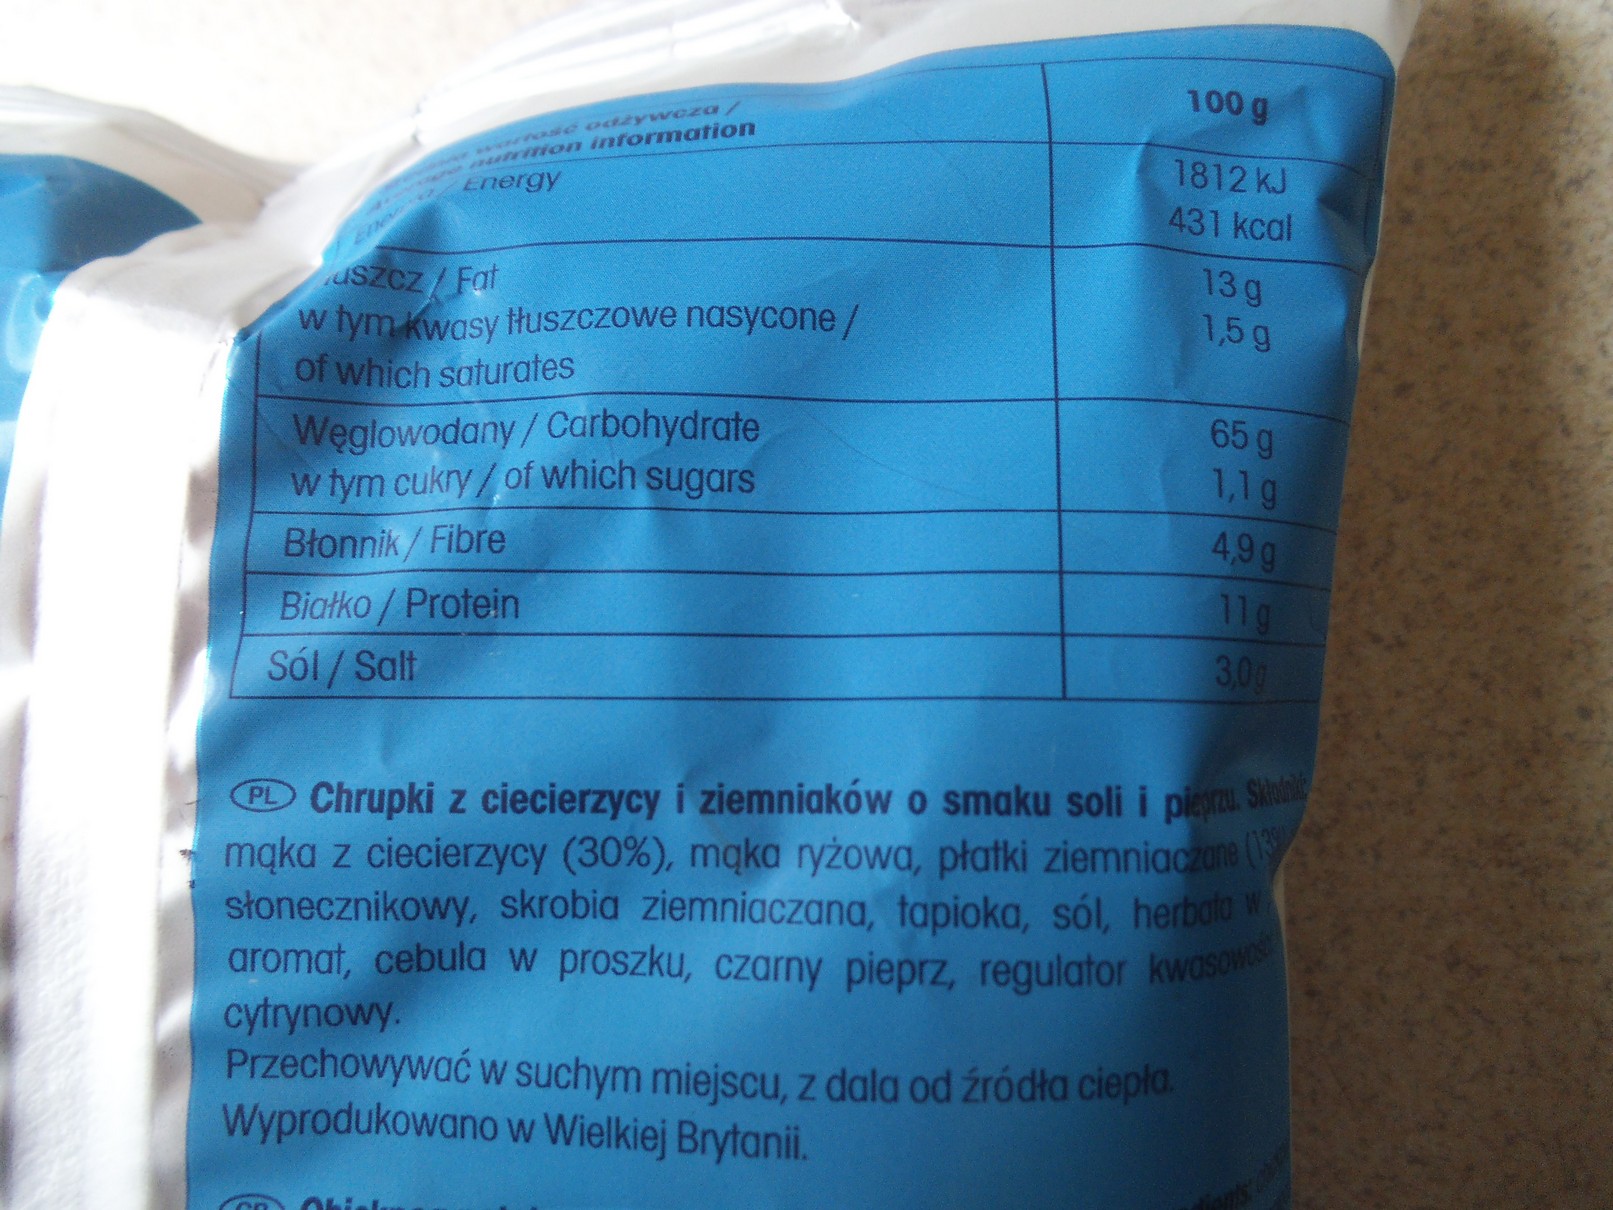 wartość odżywcza /
nutrition information
100 g
Energy
1812 kJ
431 kcal
/ Fat
13 g
w tym kwasy tłuszczowe nasycone /
1,5 g
of which saturates
Węglowodany / Carbohydrate
65 g
w tym cukry / of which sugars
1,1 g
Błonnik / Fibre
4,9 g
Białko / Protein
11 g
Sól / Salt
3,0 g
PL Chrupki z ciecierzycy i ziemniaków o smaku soli i pieprzu. Składniki:
mąka z ciecierzycy (30%), mąka ryżowa, płatki ziemniaczane
słonecznikowy, skrobia ziemniaczana, tapioka, sól, herbata w
aromat, cebula w proszku, czarny pieprz, regulator
cytrynowy.
Przechowywać w suchym miejscu, z dala od źródła ciepła.
Wyprodukowano w Wielkiej Brytanii.
GB